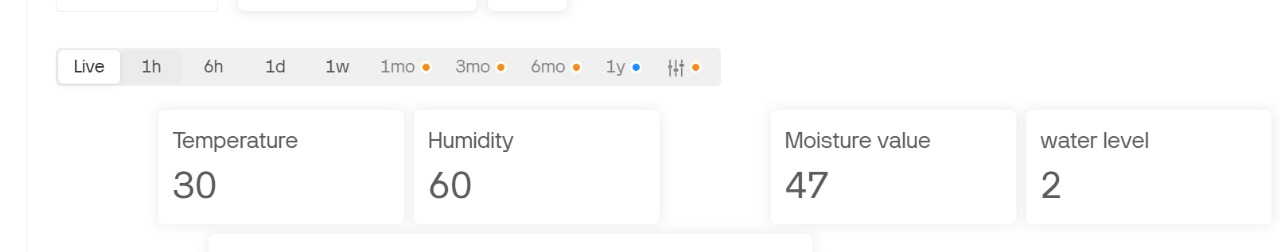 Live 1h 6h 1d 1w 1mo 3mo 6mo 1y
Temperature Humidity Moisture value water level
30 60 47 2